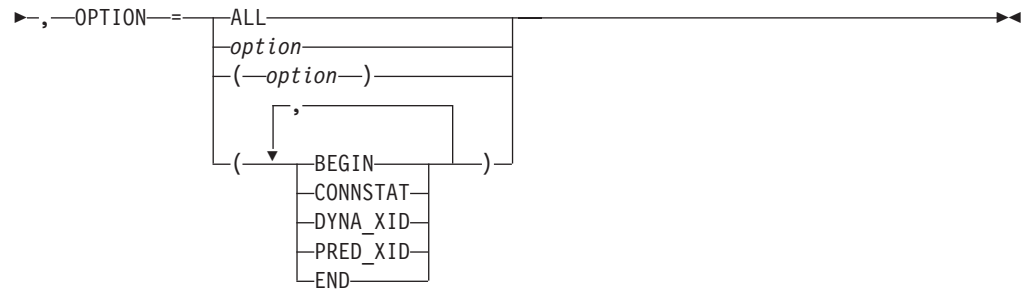 , OPTION = ALL
option
( option )
,
( BEGIN )
CONNSTAT
DYNA_XID
PRED_XID
END